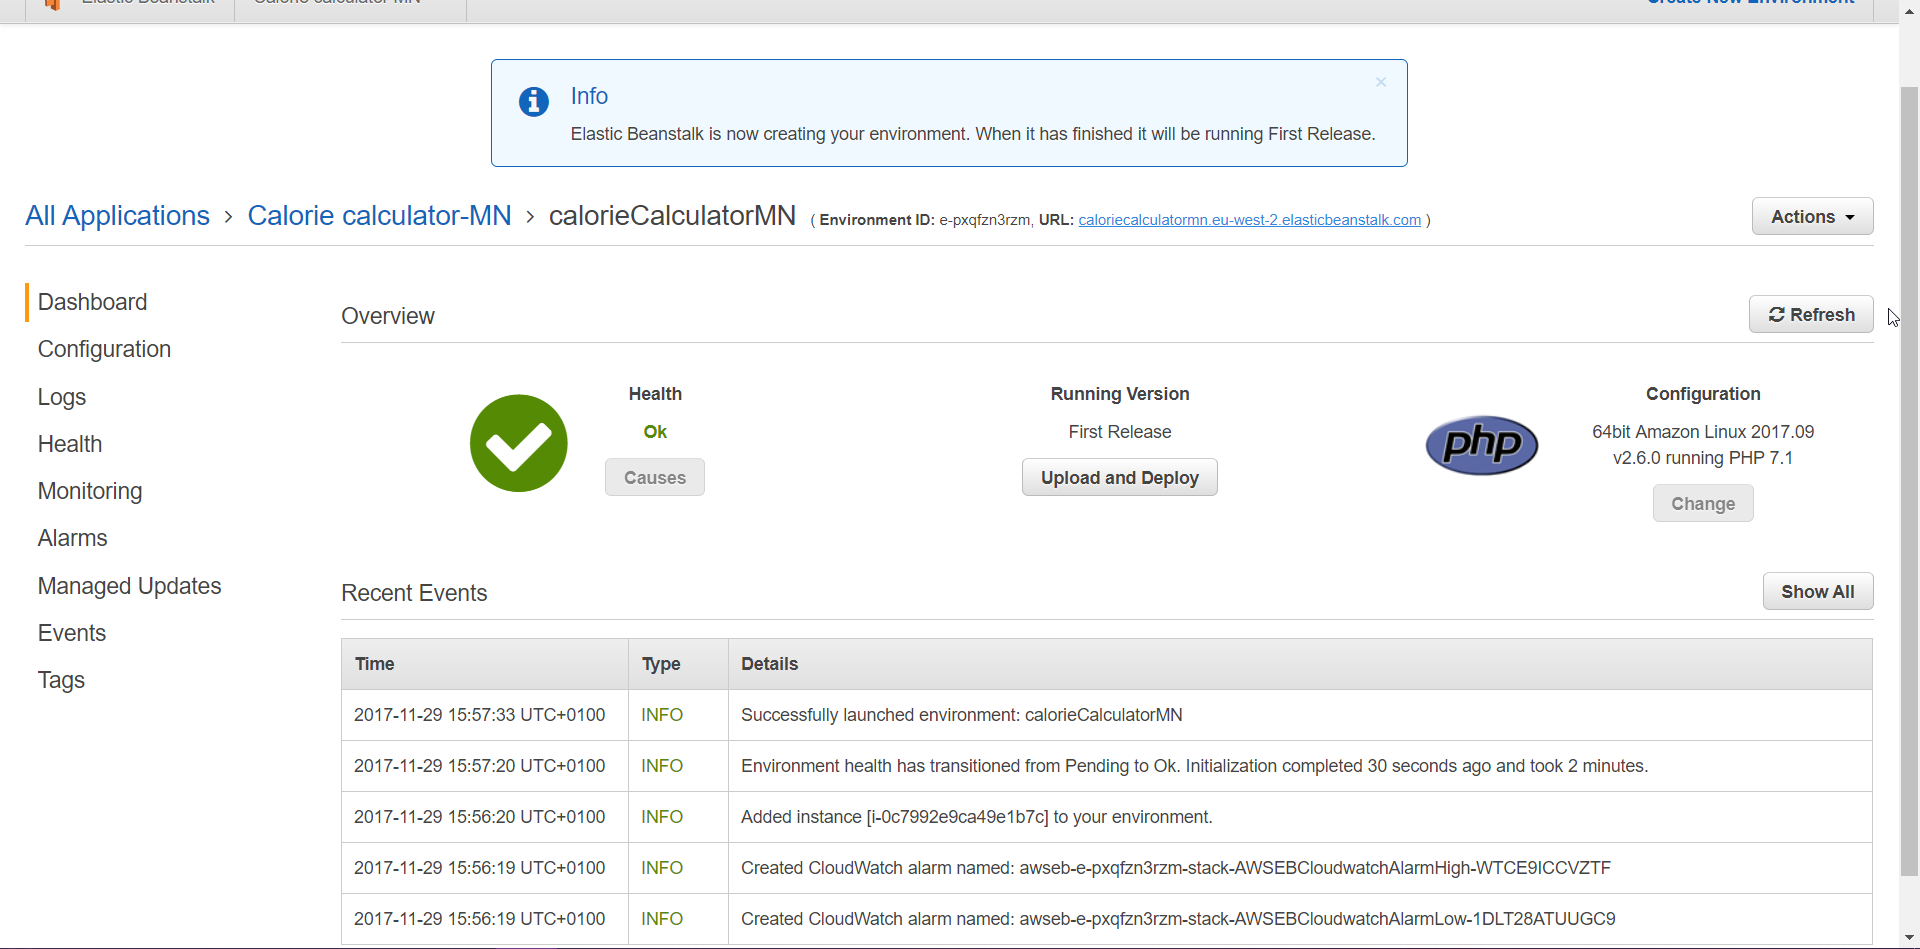 Elastic Beanstalk
Calorie calculator-MN
Create New Environment
Info
Elastic Beanstalk is now creating your environment. When it has finished it will be running First Release.
All Applications > Calorie calculator-MN > calorieCalculatorMN ( Environment ID: e-pxqfzn3rzm, URL: caloriecalculatormn.eu-west-2.elasticbeanstalk.com )
Actions
Dashboard
Configuration
Logs
Health
Monitoring
Alarms
Managed Updates
Events
Tags
Overview
Refresh
Health
Ok
Causes
Running Version
First Release
Upload and Deploy
php
Configuration
64bit Amazon Linux 2017.09
v2.6.0 running PHP 7.1
Change
Recent Events
Show All
Time Type Details
2017-11-29 15:57:33 UTC+0100 INFO Successfully launched environment: calorieCalculatorMN
2017-11-29 15:57:20 UTC+0100 INFO Environment health has transitioned from Pending to Ok. Initialization completed 30 seconds ago and took 2 minutes.
2017-11-29 15:56:20 UTC+0100 INFO Added instance [i-0c7992e9ca49e1b7c] to your environment.
2017-11-29 15:56:19 UTC+0100 INFO Created CloudWatch alarm named: awseb-e-pxqfzn3rzm-stack-AWSEBCloudwatchAlarmHigh-WTCE9ICCVZTF
2017-11-29 15:56:19 UTC+0100 INFO Created CloudWatch alarm named: awseb-e-pxqfzn3rzm-stack-AWSEBCloudwatchAlarmLow-1DLT28ATUUGC9